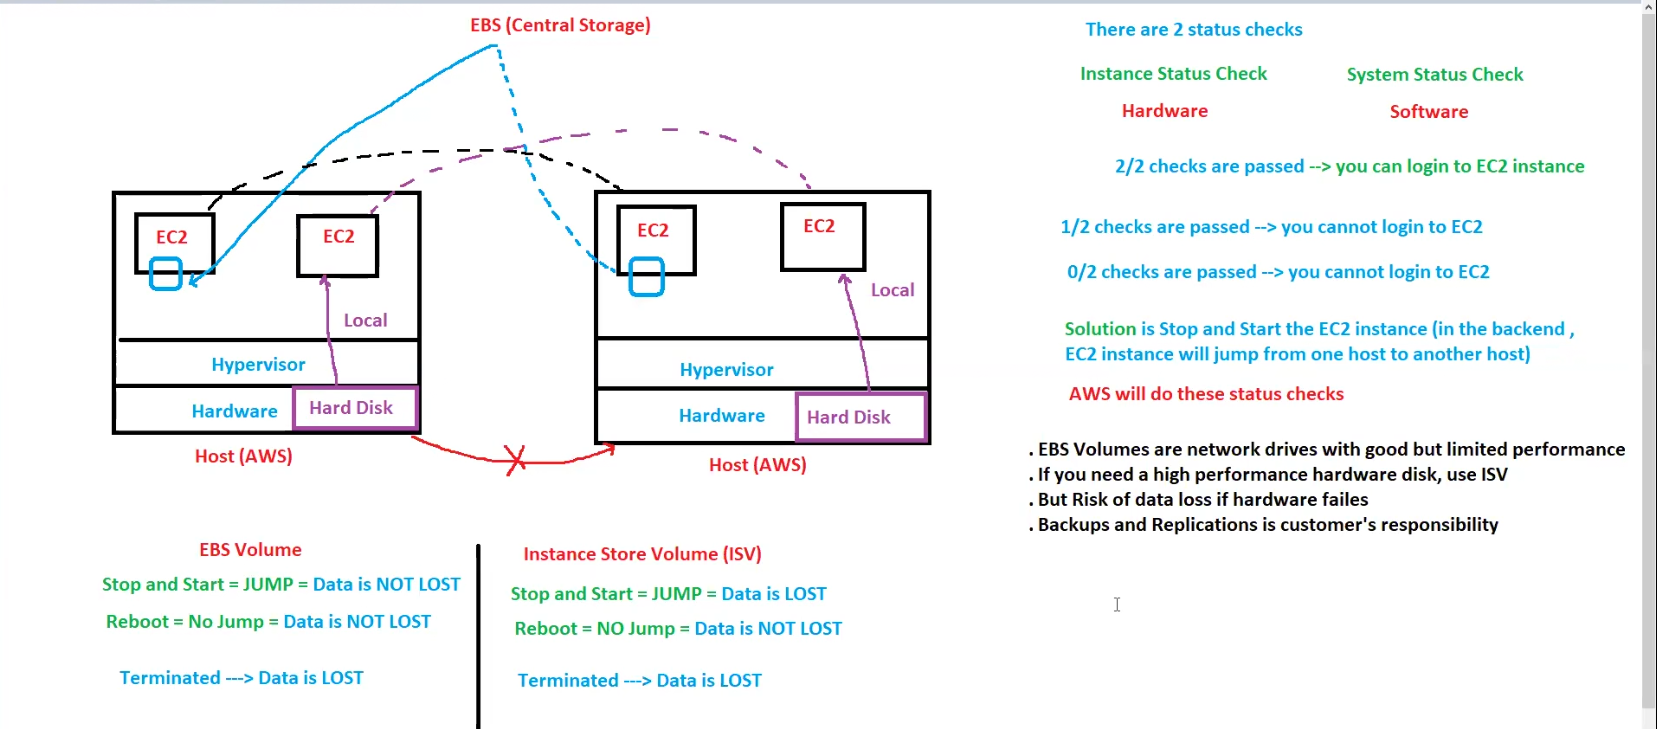 EBS (Central Storage)
EC2
EC2
Local
Hypervisor
Hardware
Hard Disk
Host (AWS)
EC2
EC2
Local
Hypervisor
Hardware
Hard Disk
Host (AWS)
EBS Volume
Stop and Start = JUMP = Data is NOT LOST
Reboot = No Jump = Data is NOT LOST
Terminated ---> Data is LOST
Instance Store Volume (ISV)
Stop and Start = JUMP = Data is LOST
Reboot = NO Jump = Data is NOT LOST
Terminated ---> Data is LOST
There are 2 status checks
Instance Status Check
System Status Check
Hardware
Software
2/2 checks are passed --> you can login to EC2 instance
1/2 checks are passed --> you cannot login to EC2
0/2 checks are passed --> you cannot login to EC2
Solution is Stop and Start the EC2 instance (in the backend ,
EC2 instance will jump from one host to another host)
AWS will do these status checks
. EBS Volumes are network drives with good but limited performance
. If you need a high performance hardware disk, use ISV
. But Risk of data loss if hardware failes
. Backups and Replications is customer's responsibility